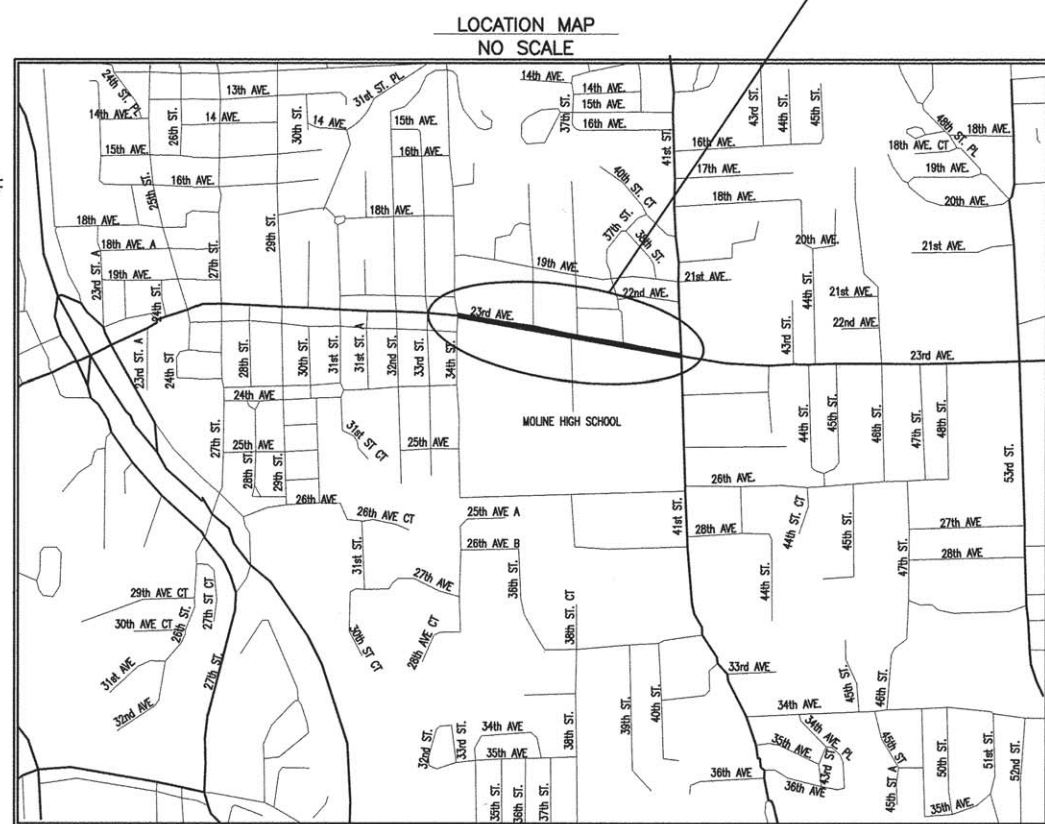 LOCATION MAP
NO SCALE
24th ST. PL
13th AVE.
31st ST. PL
14th AVE.
14th AVE.
15th AVE.
16th AVE.
37th ST.
41st ST.
43rd ST.
44th ST.
45th ST.
48th ST. PL
18th AVE.
14th AVE.
26th ST.
14 AVE.
30th ST.
14 AVE.
15th AVE.
16th AVE.
15th AVE.
16th AVE.
25th ST.
16th AVE.
17th AVE.
18th AVE.
18th AVE. CT
19th AVE.
20th AVE.
40th ST. CT
37th ST.
38th ST.
18th AVE.
29th ST.
18th AVE.
18th AVE. A
23rd ST. A
19th AVE.
24th ST.
27th ST.
19th AVE.
22nd AVE.
21st AVE.
20th AVE.
44th ST.
21st AVE.
22nd AVE.
21st AVE.
23rd AVE.
43rd ST.
23rd AVE.
23rd ST. A
24th ST
28th ST.
30th ST.
31st ST.
31st ST. A
32nd ST.
33rd ST.
34th ST.
24th AVE
27th ST.
25th AVE
28th ST.
29th ST.
31st ST CT
25th AVE
MOLINE HIGH SCHOOL
44th ST.
45th ST.
46th ST.
47th ST.
48th ST.
53rd ST.
26th AVE
26th AVE CT
25th AVE A
26th AVE B
41st ST.
26th AVE.
28th AVE
44th ST. CT
45th ST.
47th ST.
27th AVE
28th AVE
31st ST.
27th AVE
36th ST.
38th ST. CT
44th ST.
29th AVE CT
30th AVE CT
26th ST.
27th ST CT
31st AVE
32nd AVE
27th ST.
30th ST CT
28th AVE CT
33rd AVE
45th ST.
46th ST.
39th ST.
40th ST.
38th ST.
34th AVE.
32nd ST.
33rd ST.
34th AVE
35th AVE
35th ST.
36th ST.
37th ST.
36th AVE
35th AVE.
34th AVE. PL
43rd ST.
36th AVE
45th ST
45th ST A
50th ST.
51st ST.
52nd ST.
35th AVE.